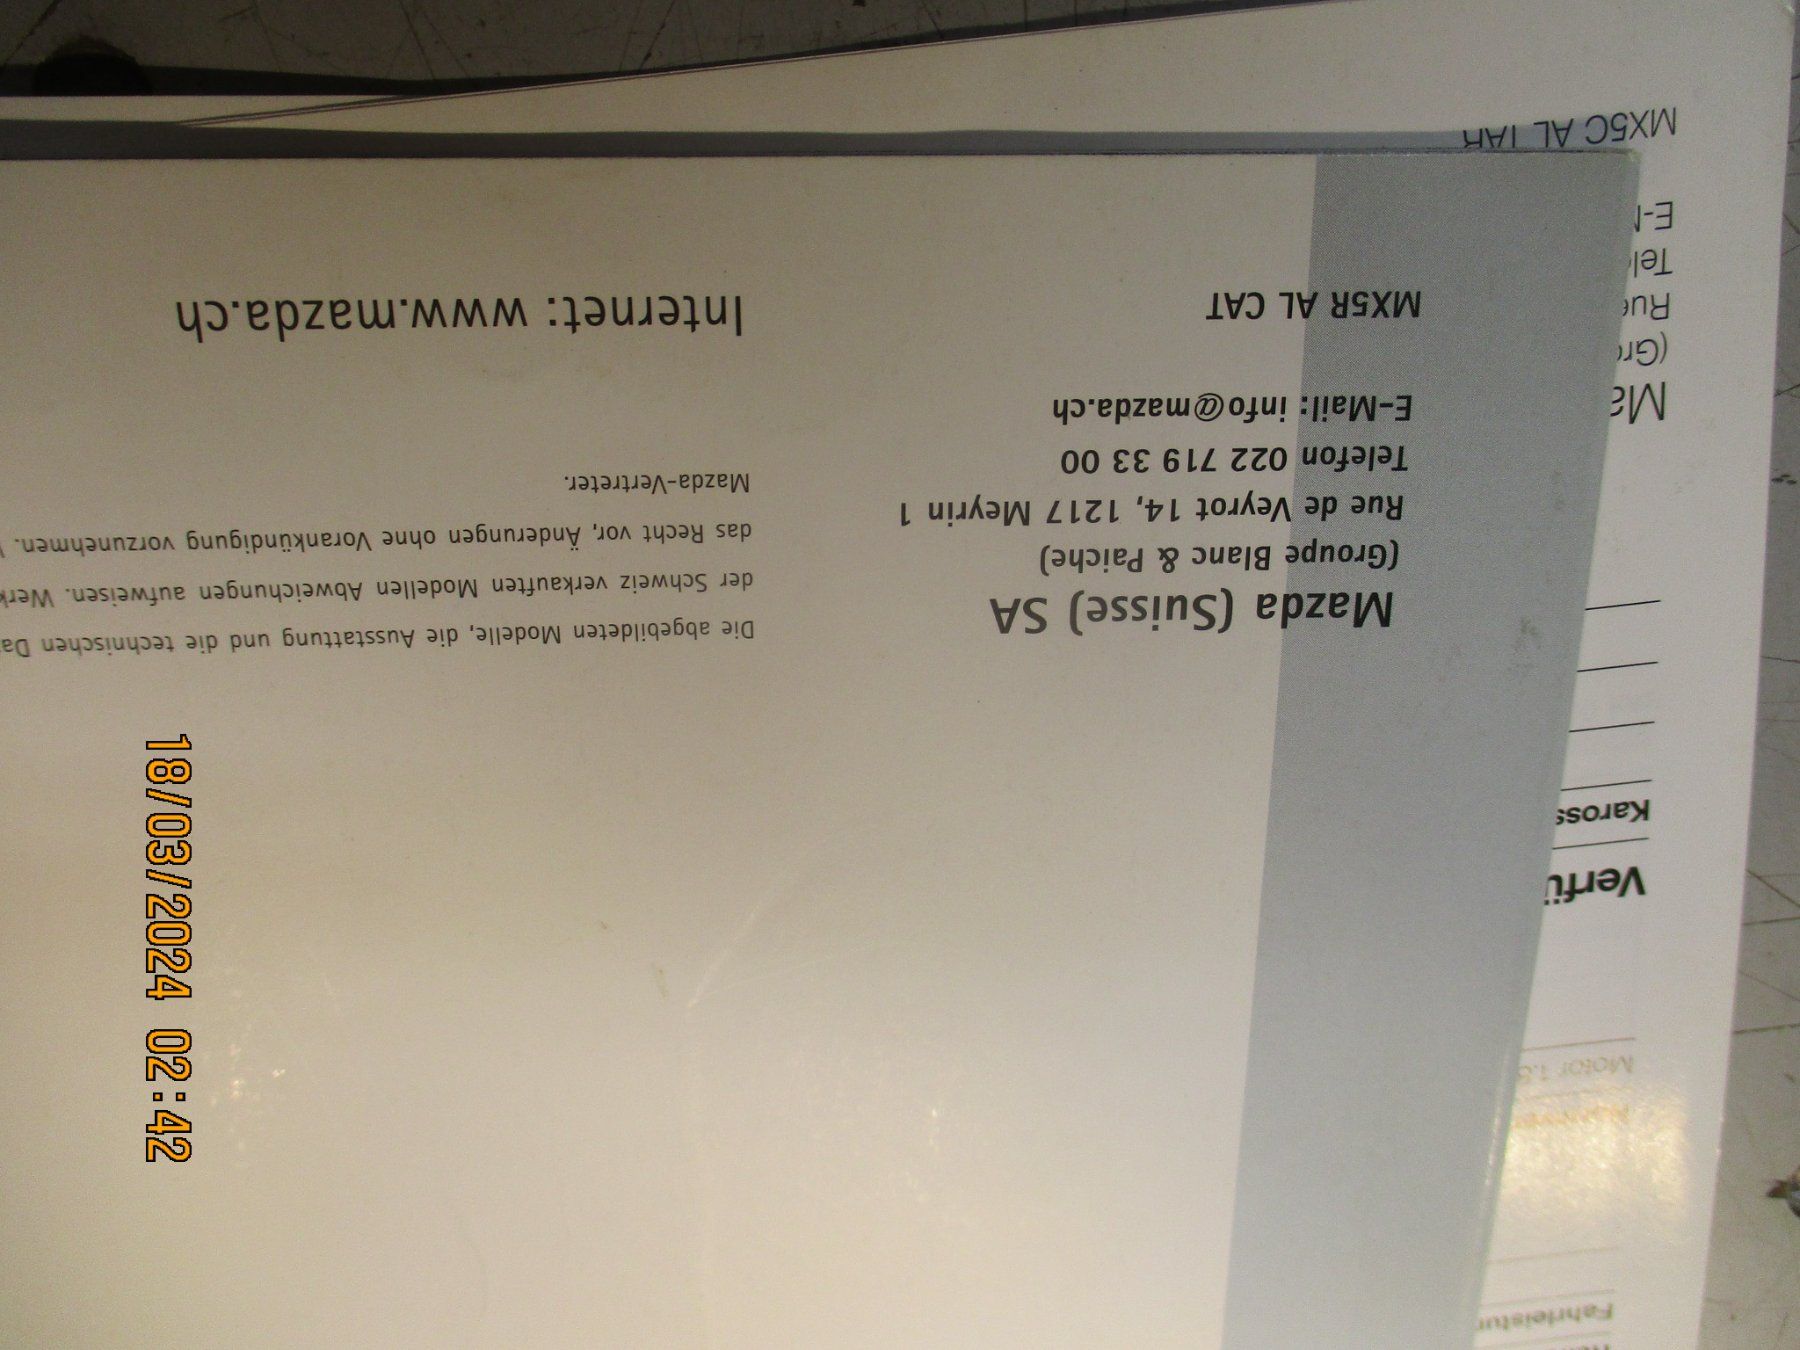 Mazda (Suisse) SA
(Groupe Blanc & Paiche)
Rue de Veyrot 14, 1217 Meyrin 1
Telefon 022 719 33 00
E-Mail: info@mazda.ch
MX5R AL CAT
Die abgebildeten Modelle, die Ausstattung und die technischen
der Schweiz verkauften Modellen Abweichungen aufweisen.
das Recht vor, Änderungen ohne Vorankündigung vorzunehmen.
Mazda-Vertreter.
Internet: www.mazda.ch
Motor
MX5C AL
18/03/2024 02:42